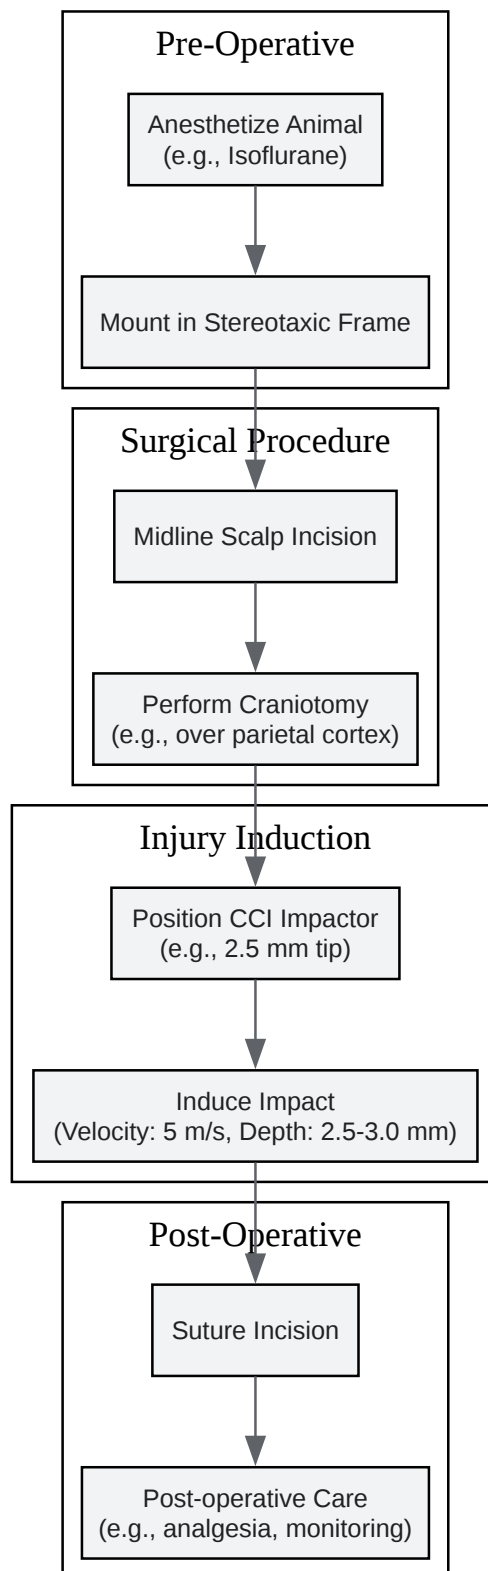 Pre-Operative
Anesthetize Animal
(e.g., Isoflurane)
Mount in Stereotaxic Frame
Surgical Procedure
Midline Scalp Incision
Perform Craniotomy
(e.g., over parietal cortex)
Injury Induction
Position CCI Impactor
(e.g., 2.5 mm tip)
Induce Impact
(Velocity: 5 m/s, Depth: 2.5-3.0 mm)
Post-Operative
Suture Incision
Post-operative Care
(e.g., analgesia, monitoring)